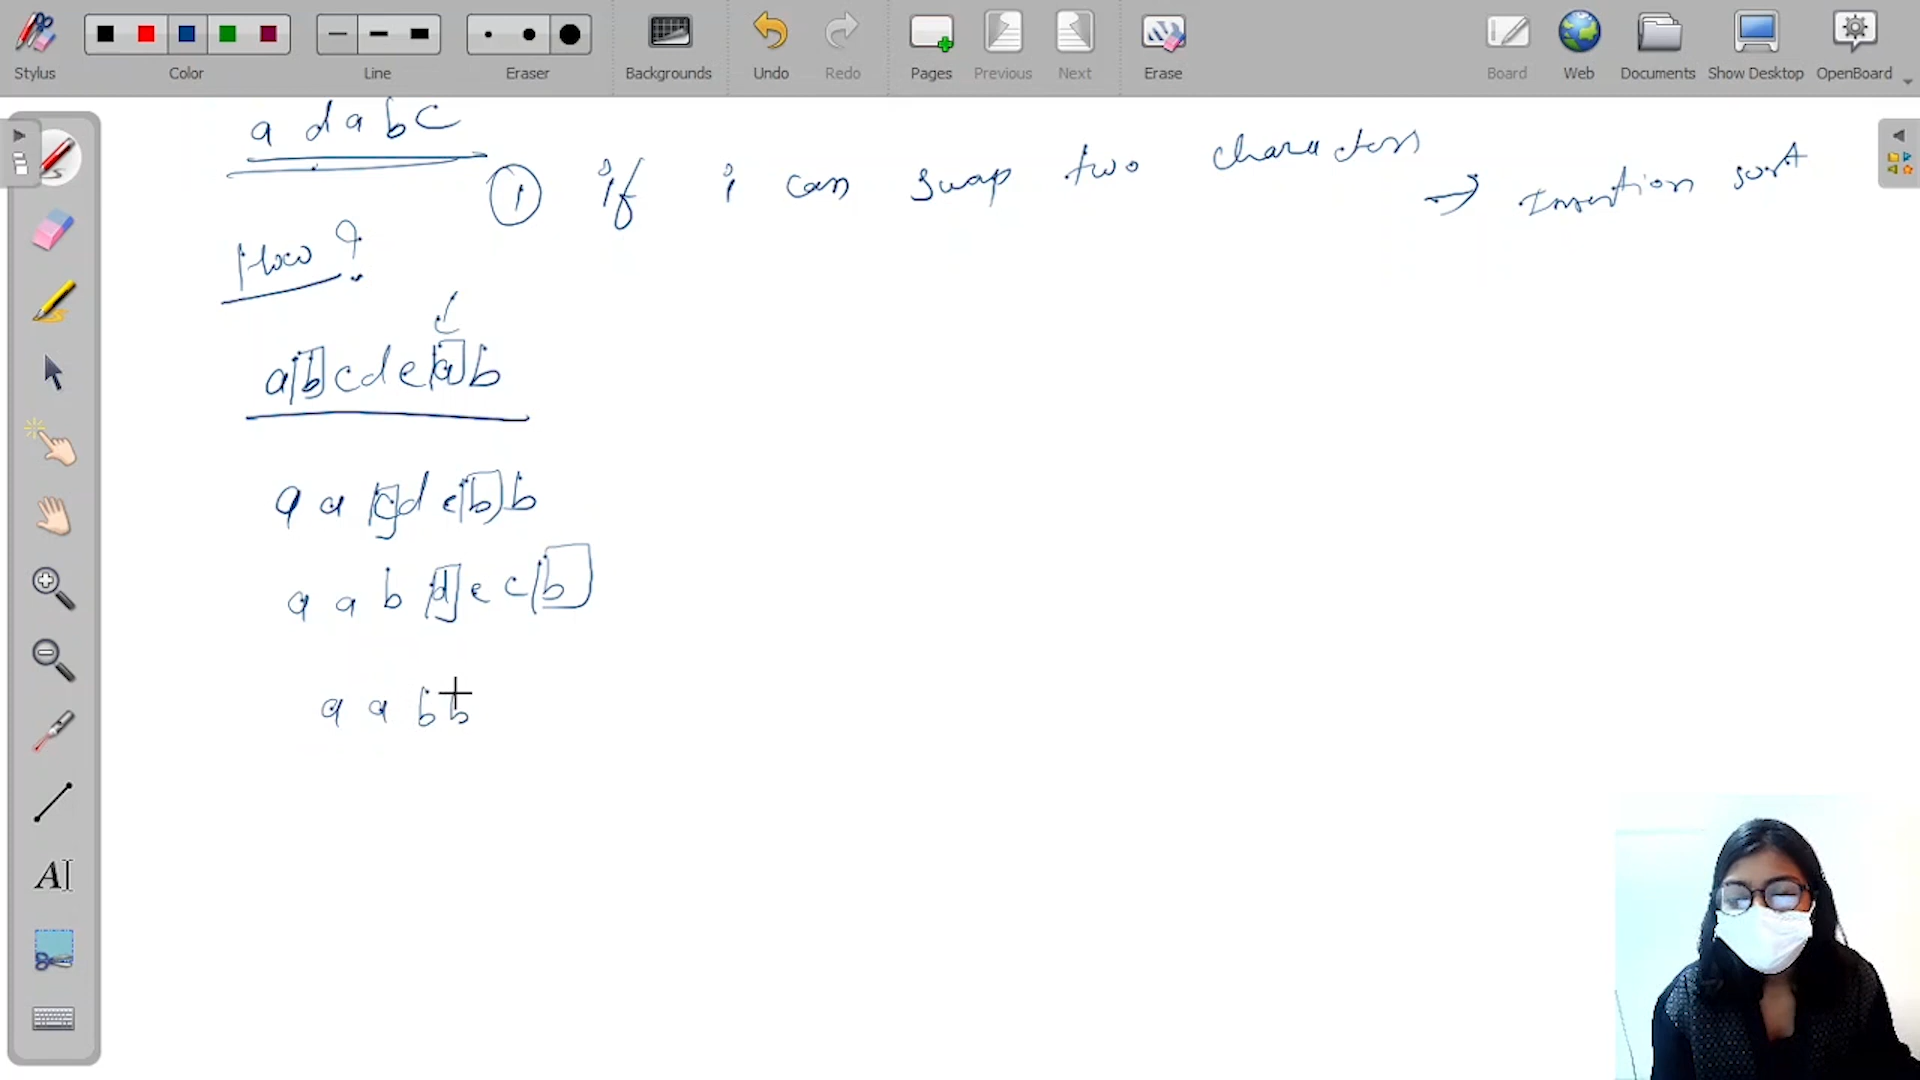 Stylus
Color
Line
Eraser
Backgrounds
Undo
Redo
Pages
Previous
Next
Erase
Board
Web
Documents
Show Desktop
OpenBoard
a d a b c
① if i can swap two characters → Insertion sort
How ?
a b c d e a b
a a c d e b b
a a b d e c b
a a b b
A